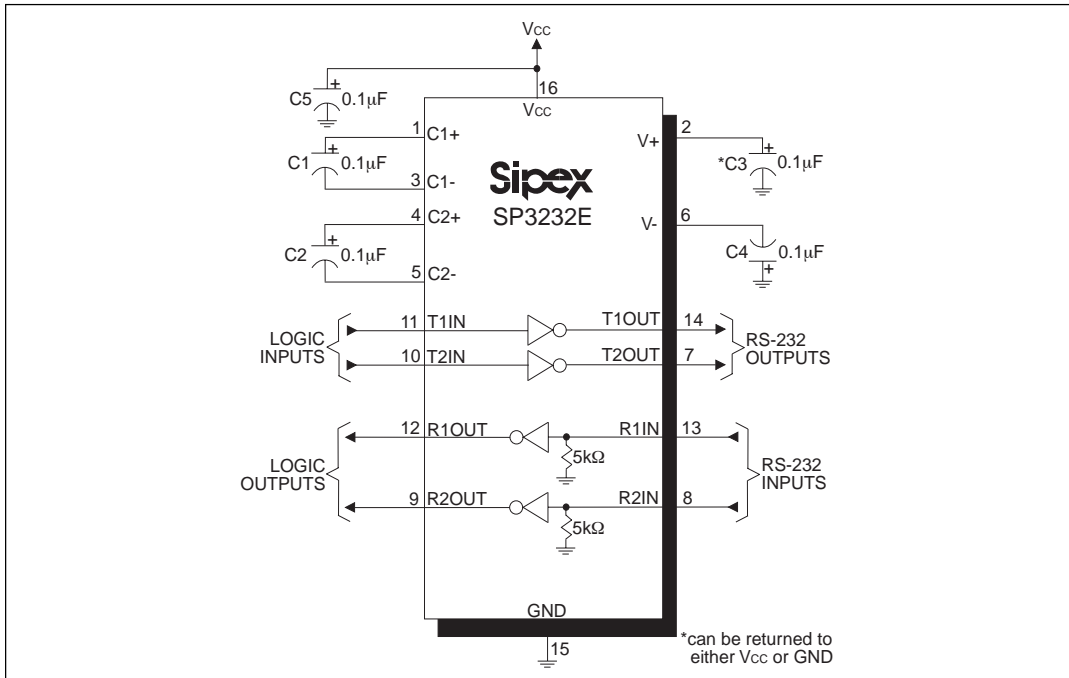 VCC
C5
+
0.1µF
16
VCC
1
C1+
C1
+
0.1µF
3
C1-
4
C2+
C2
+
0.1µF
5
C2-
Sipex
SP3232E
V+
2
*C3
+
0.1µF
V-
6
C4
0.1µF
+
LOGIC
INPUTS
11
T1IN
T1OUT
14
10
T2IN
T2OUT
7
RS-232
OUTPUTS
LOGIC
OUTPUTS
12
R1OUT
R1IN
13
5kΩ
9
R2OUT
R2IN
8
5kΩ
RS-232
INPUTS
GND
15
*can be returned to
either VCC or GND